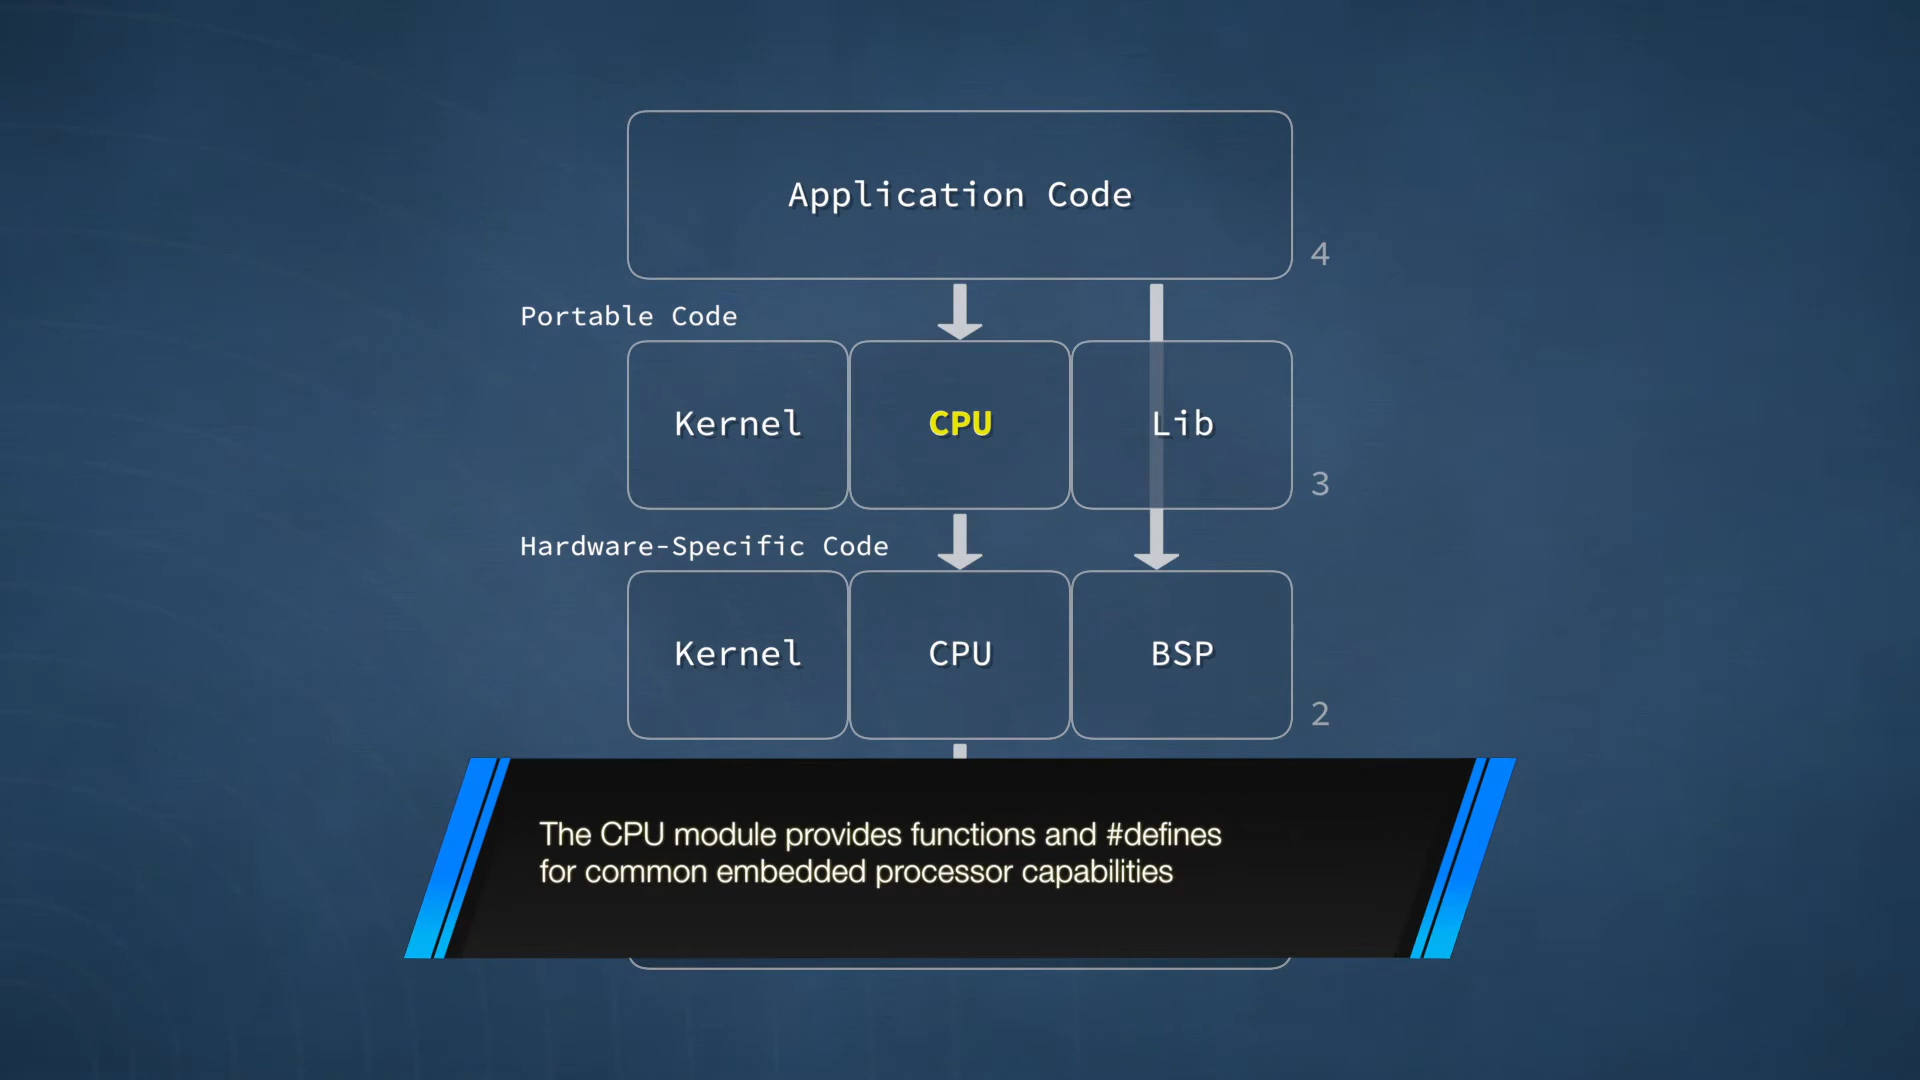 Application Code
4
Portable Code
Kernel
CPU
Lib
3
Hardware-Specific Code
Kernel
CPU
BSP
2
The CPU module provides functions and #defines
for common embedded processor capabilities